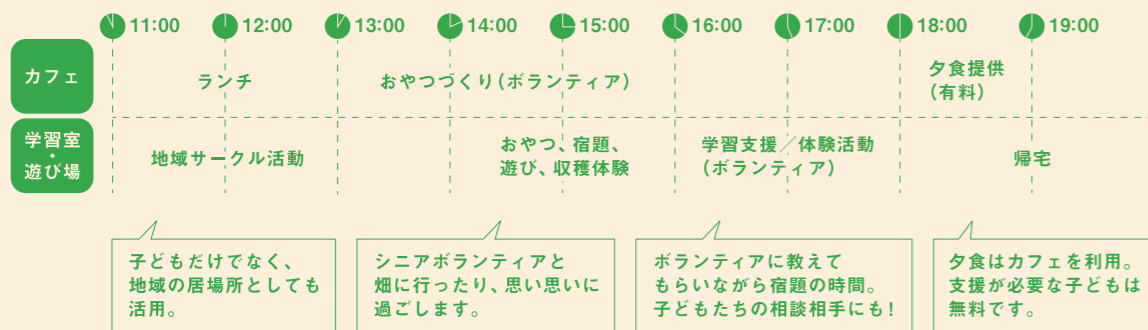 11:00 12:00 13:00 14:00 15:00 16:00 17:00 18:00 19:00
カフェ
ランチ
おやつづくり(ボランティア)
夕食提供
(有料)
学習室
・
遊び場
地域サークル活動
おやつ、宿題、
遊び、収穫体験
学習支援/体験活動
(ボランティア)
帰宅
子どもだけでなく、
地域の居場所としても
活用。
シニアボランティアと
畑に行ったり、思い思いに
過ごします。
ボランティアに教えて
もらいながら宿題の時間。
子どもたちの相談相手にも!
夕食はカフェを利用。
支援が必要な子どもは
無料です。